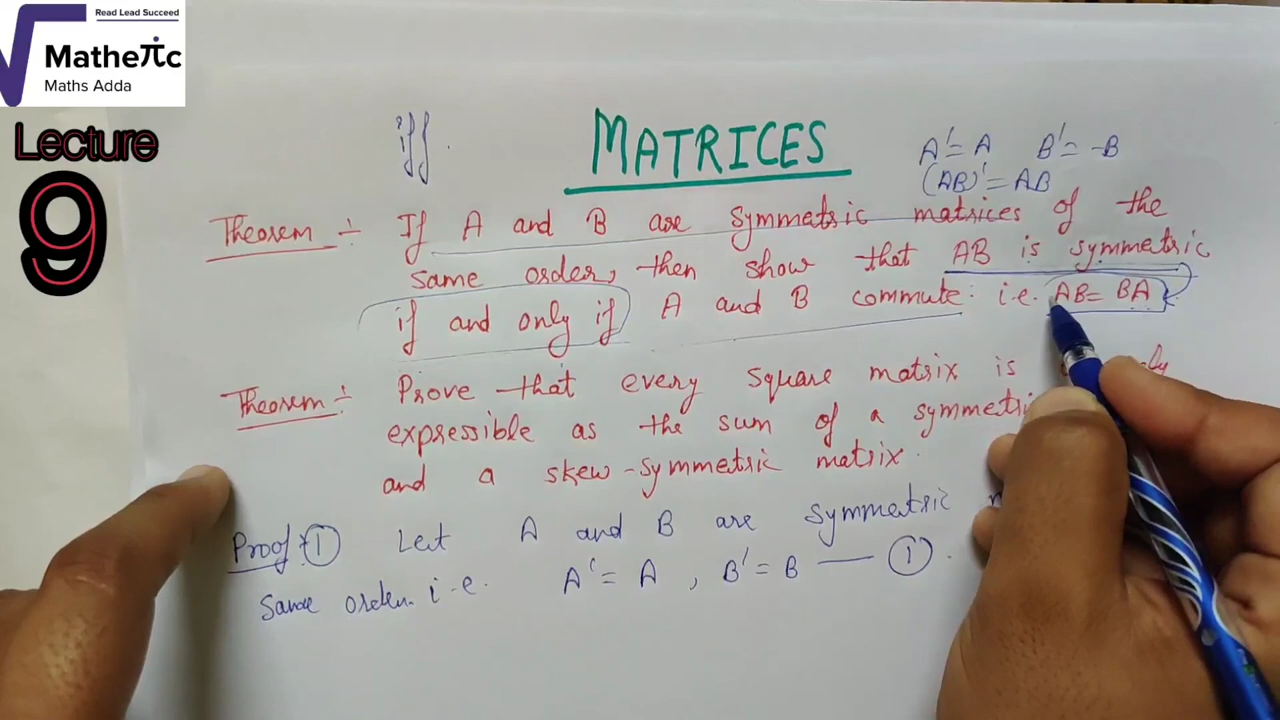 Read Lead Succeed
Matheπc
Maths Adda
Lecture
9
iff.
MATRICES
A' = A B' = -B
(AB)' = AB
Theorem :- If A and B are symmetric matrices of the
same order, then show that AB is symmetric
if and only if A and B commute. i.e. AB = BA
Theorem :- Prove that every square matrix is
expressible as the sum of a symmetric
and a skew-symmetric matrix.
Proof :- ① Let A and B are symmetric
same order i.e. A' = A , B' = B — ①.